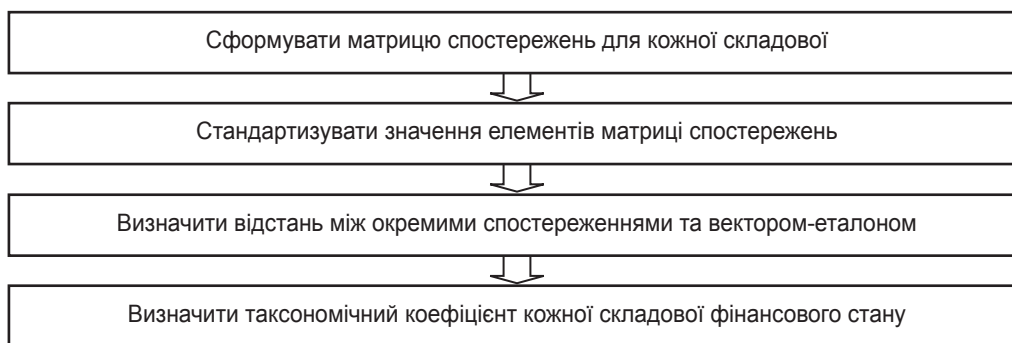 Сформувати матрицю спостережень для кожної складової
Стандартизувати значення елементів матриці спостережень
Визначити відстань між окремими спостереженнями та вектором-еталоном
Визначити таксономічний коефіцієнт кожної складової фінансового стану